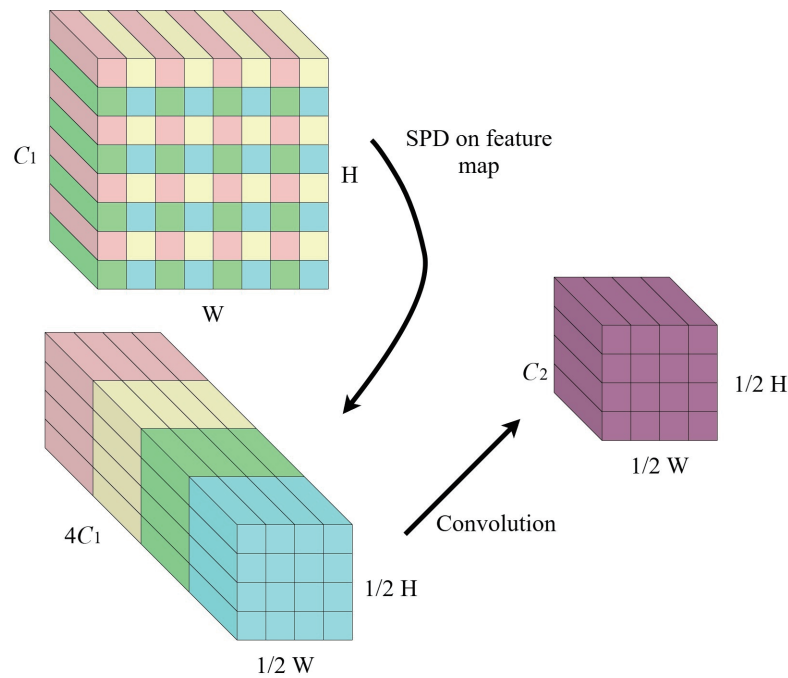 C1
SPD on feature
map
H
W
C2
1/2 H
1/2 W
4C1
Convolution
1/2 H
1/2 W